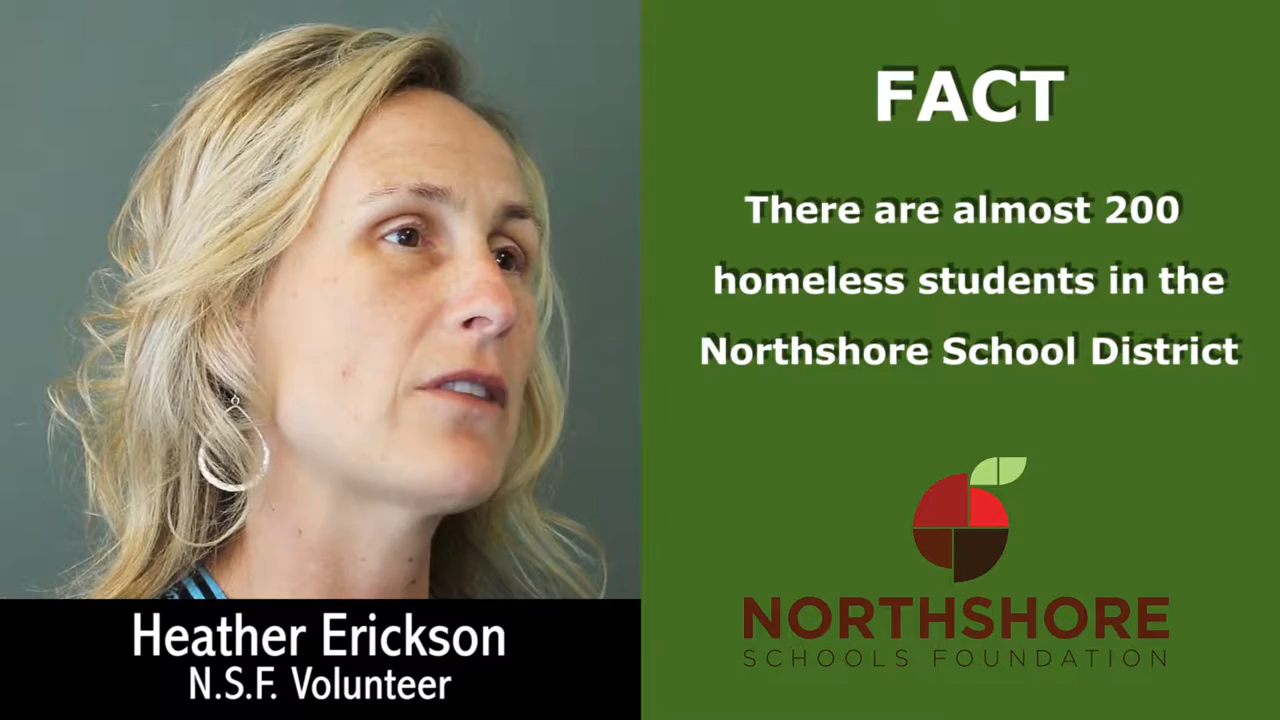 Heather Erickson
N.S.F. Volunteer
FACT
There are almost 200
homeless students in the
Northshore School District
NORTHSHORE
SCHOOLS FOUNDATION